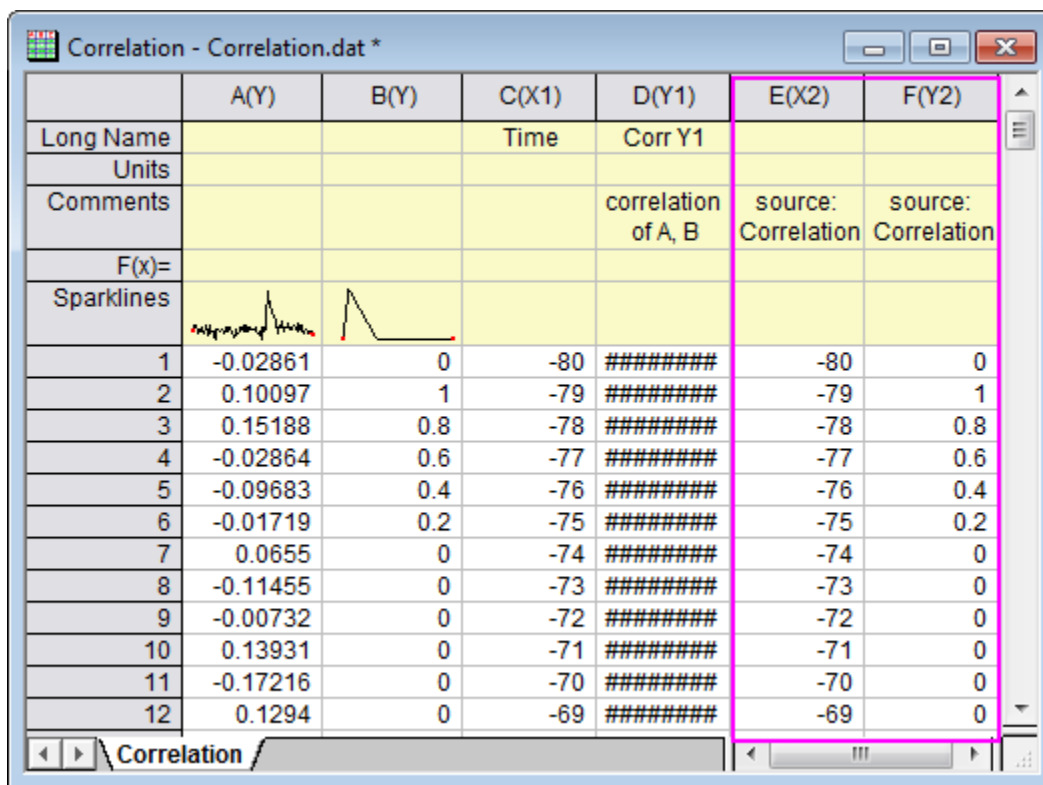 Correlation - Correlation.dat *
A(Y) B(Y) C(X1) D(Y1) E(X2) F(Y2)
Long Name Time Corr Y1
Units
Comments correlation source: source:
of A, B Correlation Correlation
F(x)=
Sparklines
1 -0.02861 0 -80 ######## -80 0
2 0.10097 1 -79 ######## -79 1
3 0.15188 0.8 -78 ######## -78 0.8
4 -0.02864 0.6 -77 ######## -77 0.6
5 -0.09683 0.4 -76 ######## -76 0.4
6 -0.01719 0.2 -75 ######## -75 0.2
7 0.0655 0 -74 ######## -74 0
8 -0.11455 0 -73 ######## -73 0
9 -0.00732 0 -72 ######## -72 0
10 0.13931 0 -71 ######## -71 0
11 -0.17216 0 -70 ######## -70 0
12 0.1294 0 -69 ######## -69 0
Correlation